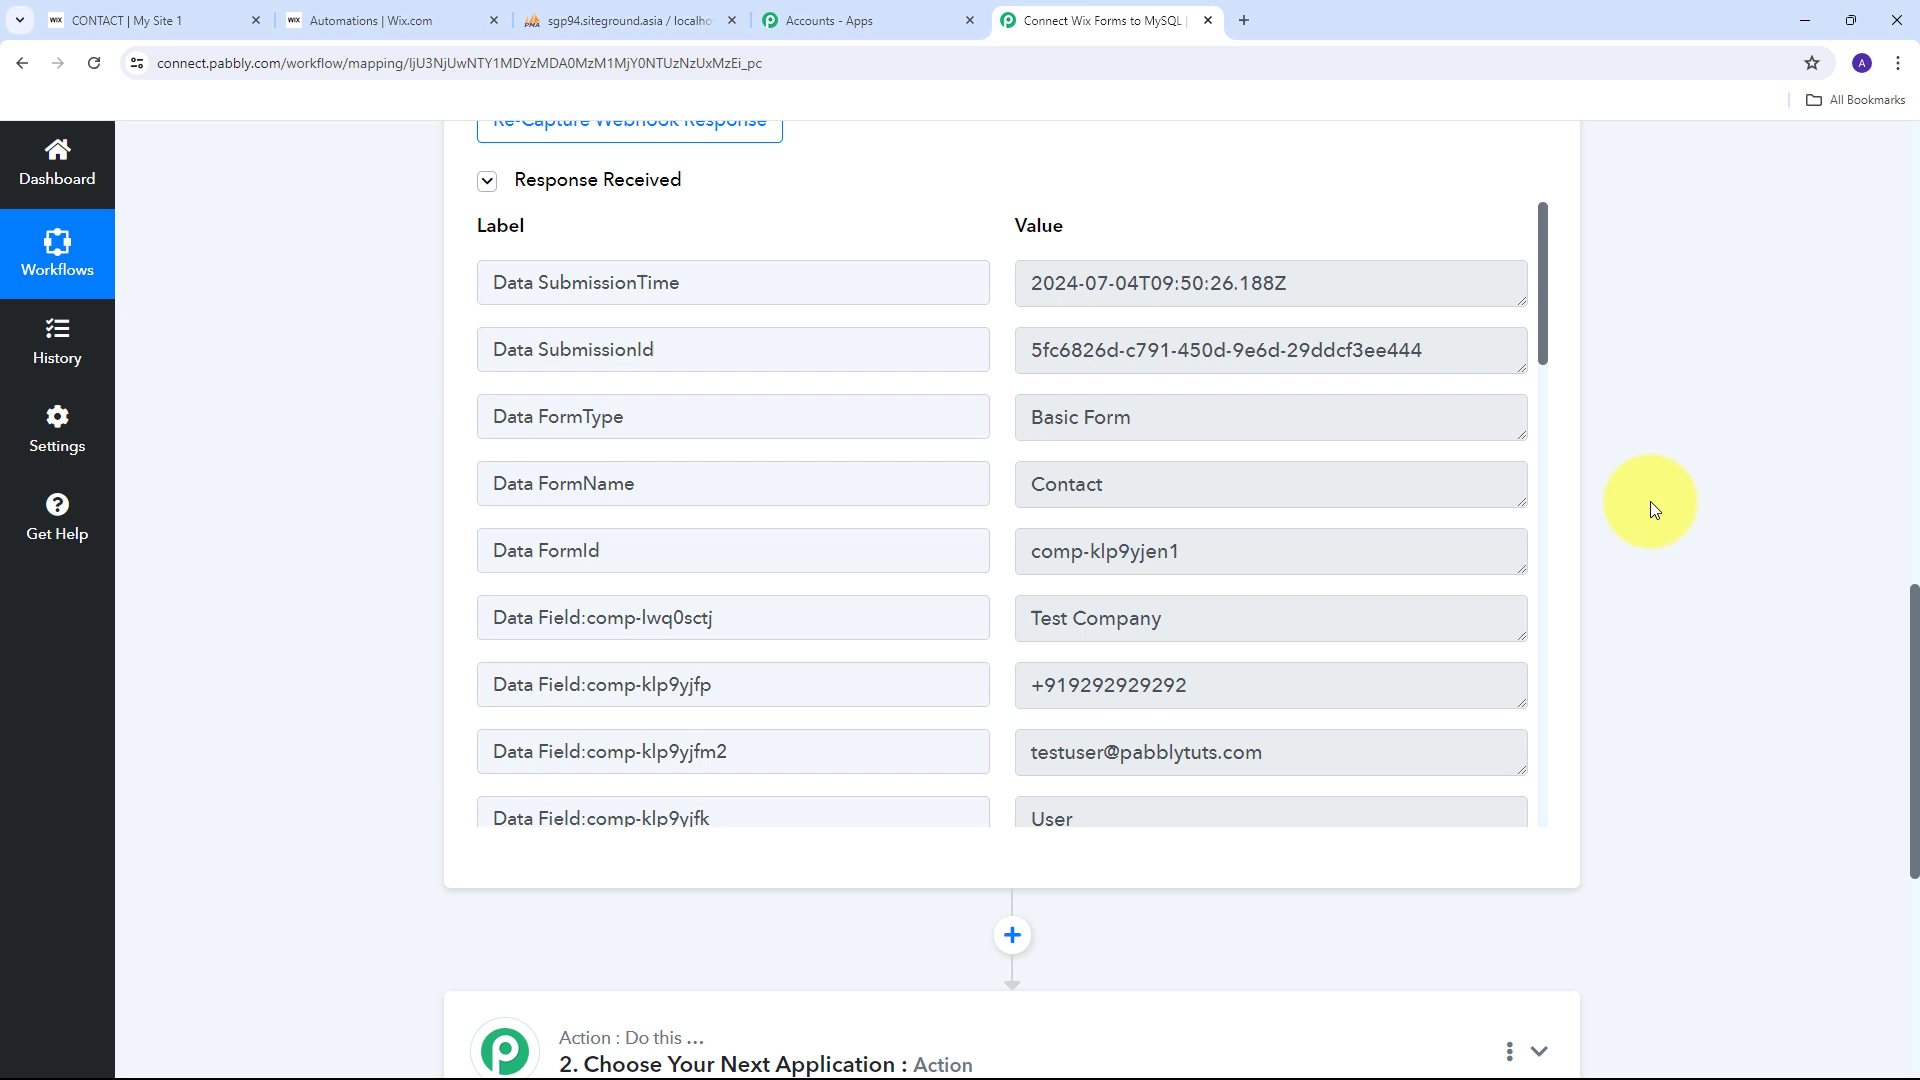 CONTACT | My Site 1
Automations | Wix.com
sgp94.siteground.asia / localho
Accounts - Apps
Connect Wix Forms to MySQL |
connect.pabbly.com/workflow/mapping/IjU3NjUwNTY1MDYzMDA0MzM1MjY0NTUzNzUxMzEi_pc
A
All Bookmarks
Dashboard
Workflows
History
Settings
Get Help
Re-Capture Webhook Response
Response Received
Label Value
Data SubmissionTime 2024-07-04T09:50:26.188Z
Data SubmissionId 5fc6826d-c791-450d-9e6d-29ddcf3ee444
Data FormType Basic Form
Data FormName Contact
Data FormId comp-klp9yjen1
Data Field:comp-lwq0sctj Test Company
Data Field:comp-klp9yjfp +919292929292
Data Field:comp-klp9yjfm2 testuser@pabblytuts.com
Data Field:comp-klp9yjfk User
Action : Do this ...
2. Choose Your Next Application : Action